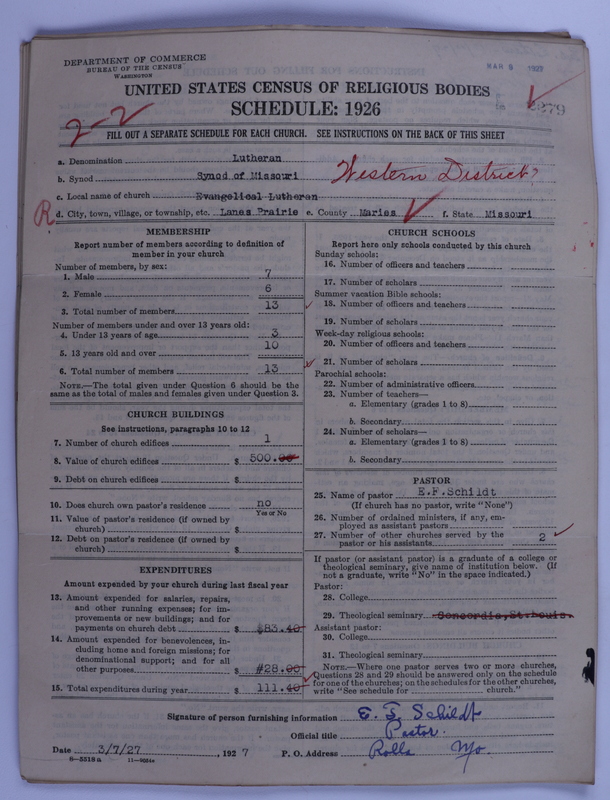 DEPARTMENT OF COMMERCE
BUREAU OF THE CENSUS
WASHINGTON
MAR 8 1927
UNITED STATES CENSUS OF RELIGIOUS BODIES
SCHEDULE: 1926
2-2
FILL OUT A SEPARATE SCHEDULE FOR EACH CHURCH. SEE INSTRUCTIONS ON THE BACK OF THIS SHEET
a. Denomination Lutheran
b. Synod Synod of Missouri Western District?
c. Local name of church Evangelical Lutheran
R d. City, town, village, or township, etc. Lanes Prairie e. County Maries f. State Missouri
MEMBERSHIP
Report number of members according to definition of
member in your church
Number of members, by sex:
1. Male 7
2. Female 6
3. Total number of members 13
Number of members under and over 13 years old:
4. Under 13 years of age 3
5. 13 years old and over 10
6. Total number of members 13
NOTE.—The total given under Question 6 should be the
same as the total of males and females given under Question 3.
CHURCH BUILDINGS
See instructions, paragraphs 10 to 12
7. Number of church edifices 1
8. Value of church edifices $ 500.00
9. Debt on church edifices $
10. Does church own pastor's residence no
Yes or No
11. Value of pastor's residence (if owned by
church) $
12. Debt on pastor's residence (if owned by
church) $
EXPENDITURES
Amount expended by your church during last fiscal year
13. Amount expended for salaries, repairs,
and other running expenses; for im-
provements or new buildings; and for
payments on church debt $ $83.40
14. Amount expended for benevolences, in-
cluding home and foreign missions; for
denominational support; and for all
other purposes $ #28.00
15. Total expenditures during year $ 111.40
CHURCH SCHOOLS
Report here only schools conducted by this church
Sunday schools:
16. Number of officers and teachers
17. Number of scholars
Summer vacation Bible schools:
18. Number of officers and teachers
19. Number of scholars
Week-day religious schools:
20. Number of officers and teachers
21. Number of scholars
Parochial schools:
22. Number of administrative officers
23. Number of teachers—
a. Elementary (grades 1 to 8)
b. Secondary
24. Number of scholars—
a. Elementary (grades 1 to 8)
b. Secondary
PASTOR
25. Name of pastor E.F.Schildt
(If church has no pastor, write "None")
26. Number of ordained ministers, if any, em-
ployed as assistant pastors
27. Number of other churches served by the
pastor or his assistants 2
If pastor (or assistant pastor) is a graduate of a college or
theological seminary, give name of institution below. (If
not a graduate, write "No" in the space indicated.)
Pastor:
28. College
29. Theological seminary Concordia, St. Louis.
Assistant pastor:
30. College
31. Theological seminary
NOTE.—Where one pastor serves two or more churches,
Questions 28 and 29 should be answered only on the schedule
for one of the churches; on the schedules for the other churches,
write "See schedule for church."
Signature of person furnishing information E. F. Schildt
Official title Pastor.
Date 3/7/27, 1927 P. O. Address Rolla Mo.
8—5518a